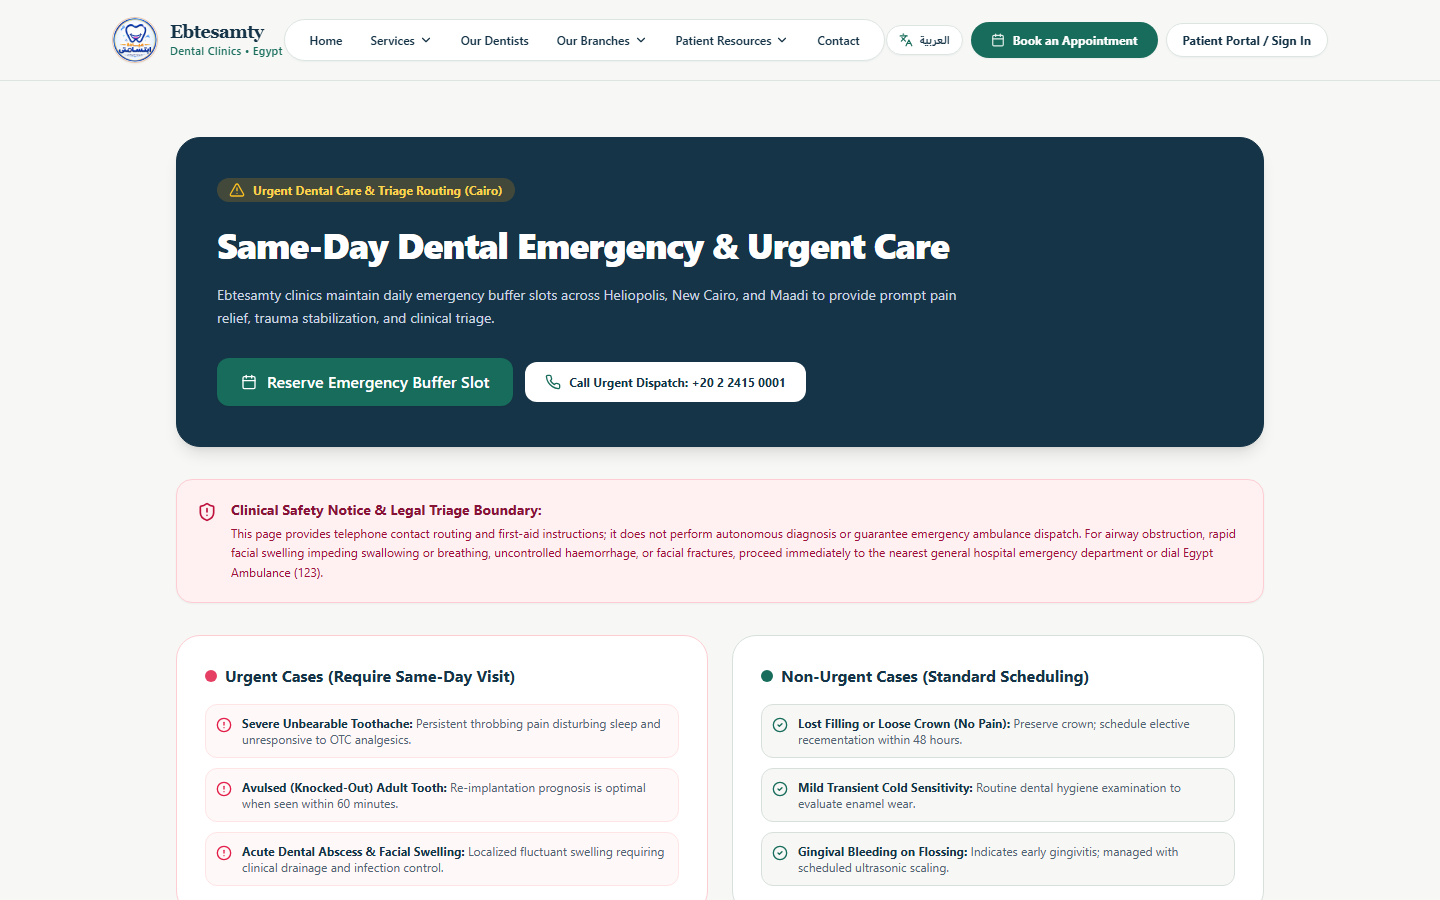 Ebtesamty
Dental Clinics • Egypt
Home
Services
Our Dentists
Our Branches
Patient Resources
Contact
العربية
Book an Appointment
Patient Portal / Sign In
Urgent Dental Care & Triage Routing (Cairo)
Same-Day Dental Emergency & Urgent Care
Ebtesamty clinics maintain daily emergency buffer slots across Heliopolis, New Cairo, and Maadi to provide prompt pain
relief, trauma stabilization, and clinical triage.
Reserve Emergency Buffer Slot
Call Urgent Dispatch: +20 2 2415 0001
Clinical Safety Notice & Legal Triage Boundary:
This page provides telephone contact routing and first-aid instructions; it does not perform autonomous diagnosis or guarantee emergency ambulance dispatch. For airway obstruction, rapid
facial swelling impeding swallowing or breathing, uncontrolled haemorrhage, or facial fractures, proceed immediately to the nearest general hospital emergency department or dial Egypt
Ambulance (123).
Urgent Cases (Require Same-Day Visit)
Severe Unbearable Toothache: Persistent throbbing pain disturbing sleep and
unresponsive to OTC analgesics.
Avulsed (Knocked-Out) Adult Tooth: Re-implantation prognosis is optimal
when seen within 60 minutes.
Acute Dental Abscess & Facial Swelling: Localized fluctuant swelling requiring
clinical drainage and infection control.
Non-Urgent Cases (Standard Scheduling)
Lost Filling or Loose Crown (No Pain): Preserve crown; schedule elective
recementation within 48 hours.
Mild Transient Cold Sensitivity: Routine dental hygiene examination to
evaluate enamel wear.
Gingival Bleeding on Flossing: Indicates early gingivitis; managed with
scheduled ultrasonic scaling.